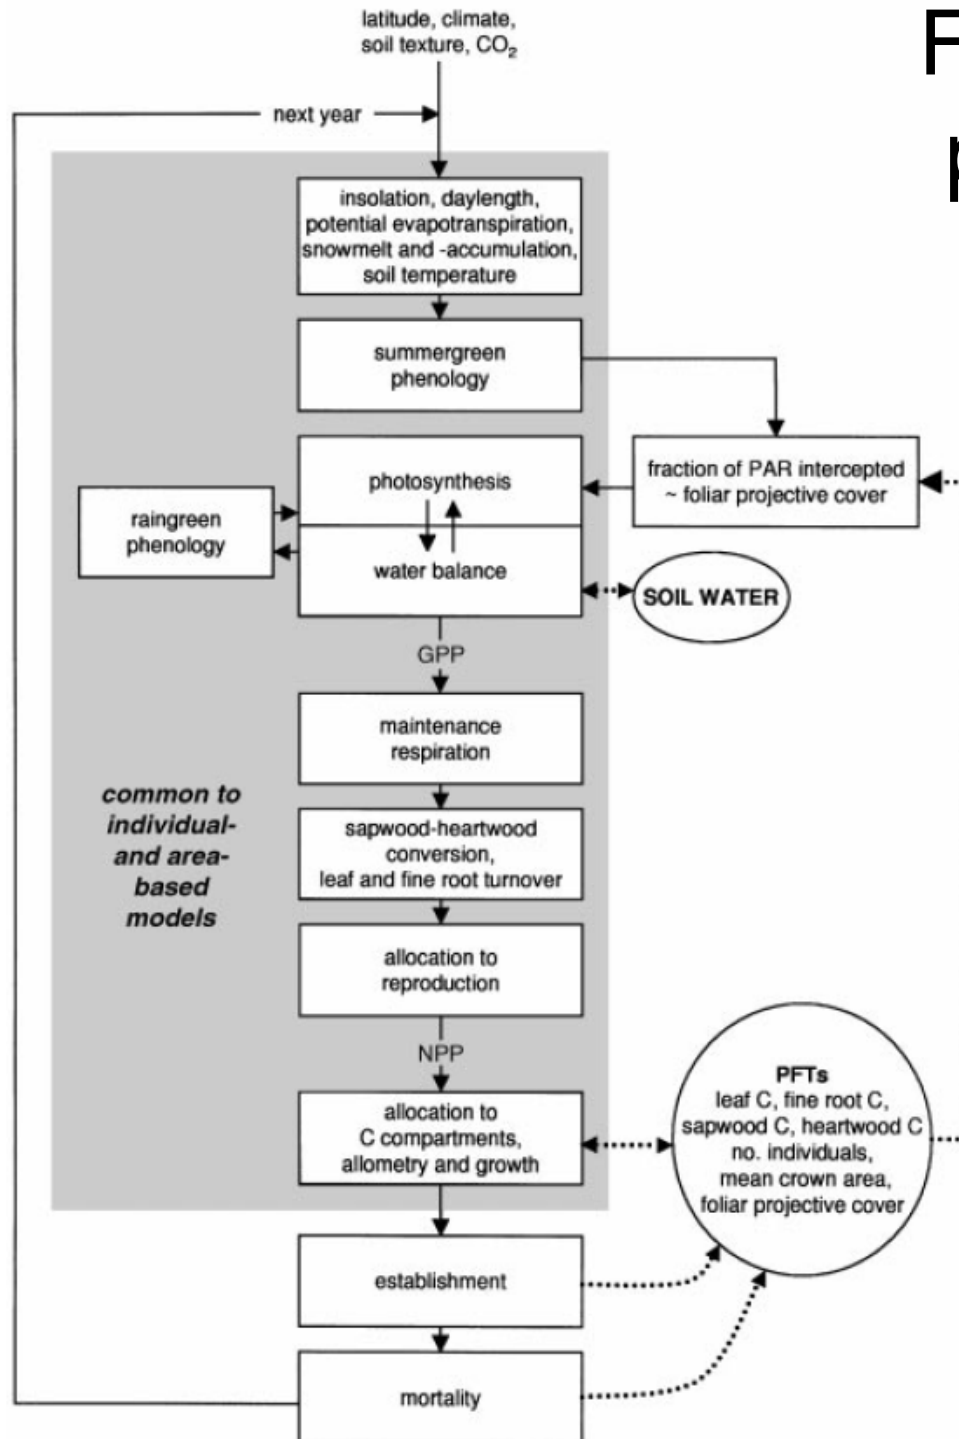 latitude, climate,
soil texture, CO₂
next year
insolation, daylength,
potential evapotranspiration,
snowmelt and -accumulation,
soil temperature
summergreen
phenology
photosynthesis
water balance
fraction of PAR intercepted
~ foliar projective cover
raingreen
phenology
SOIL WATER
GPP
maintenance
respiration
common to
individual-
and area-
based
models
sapwood-heartwood
conversion,
leaf and fine root turnover
allocation to
reproduction
NPP
allocation to
C compartments,
allometry and growth
PFTs
leaf C, fine root C,
sapwood C, heartwood C
no. individuals,
mean crown area,
foliar projective cover
establishment
mortality